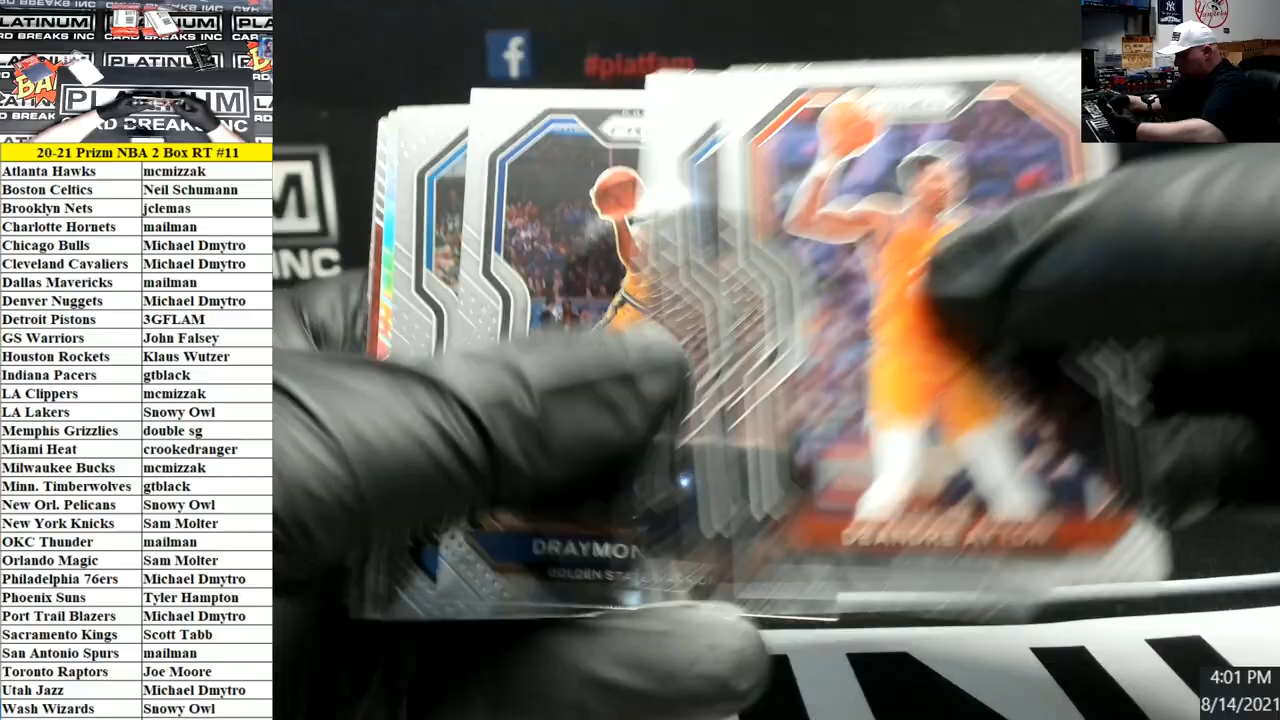 PLATINUM
CARD BREAKS INC
#platfam
20-21 Prizm NBA 2 Box RT #11
Atlanta Hawks mcmizzak
Boston Celtics Neil Schumann
Brooklyn Nets jclemas
Charlotte Hornets mailman
Chicago Bulls Michael Dmytro
Cleveland Cavaliers Michael Dmytro
Dallas Mavericks mailman
Denver Nuggets Michael Dmytro
Detroit Pistons 3GFLAM
GS Warriors John Falsey
Houston Rockets Klaus Wutzer
Indiana Pacers gtblack
LA Clippers mcmizzak
LA Lakers Snowy Owl
Memphis Grizzlies double sg
Miami Heat crookedranger
Milwaukee Bucks mcmizzak
Minn. Timberwolves gtblack
New Orl. Pelicans Snowy Owl
New York Knicks Sam Molter
OKC Thunder mailman
Orlando Magic Sam Molter
Philadelphia 76ers Michael Dmytro
Phoenix Suns Tyler Hampton
Port Trail Blazers Michael Dmytro
Sacramento Kings Scott Tabb
San Antonio Spurs mailman
Toronto Raptors Joe Moore
Utah Jazz Michael Dmytro
Wash Wizards Snowy Owl
DRAYMON
GOLDEN STA
DEANDRE AYTON
INC
4:01 PM
8/14/2021